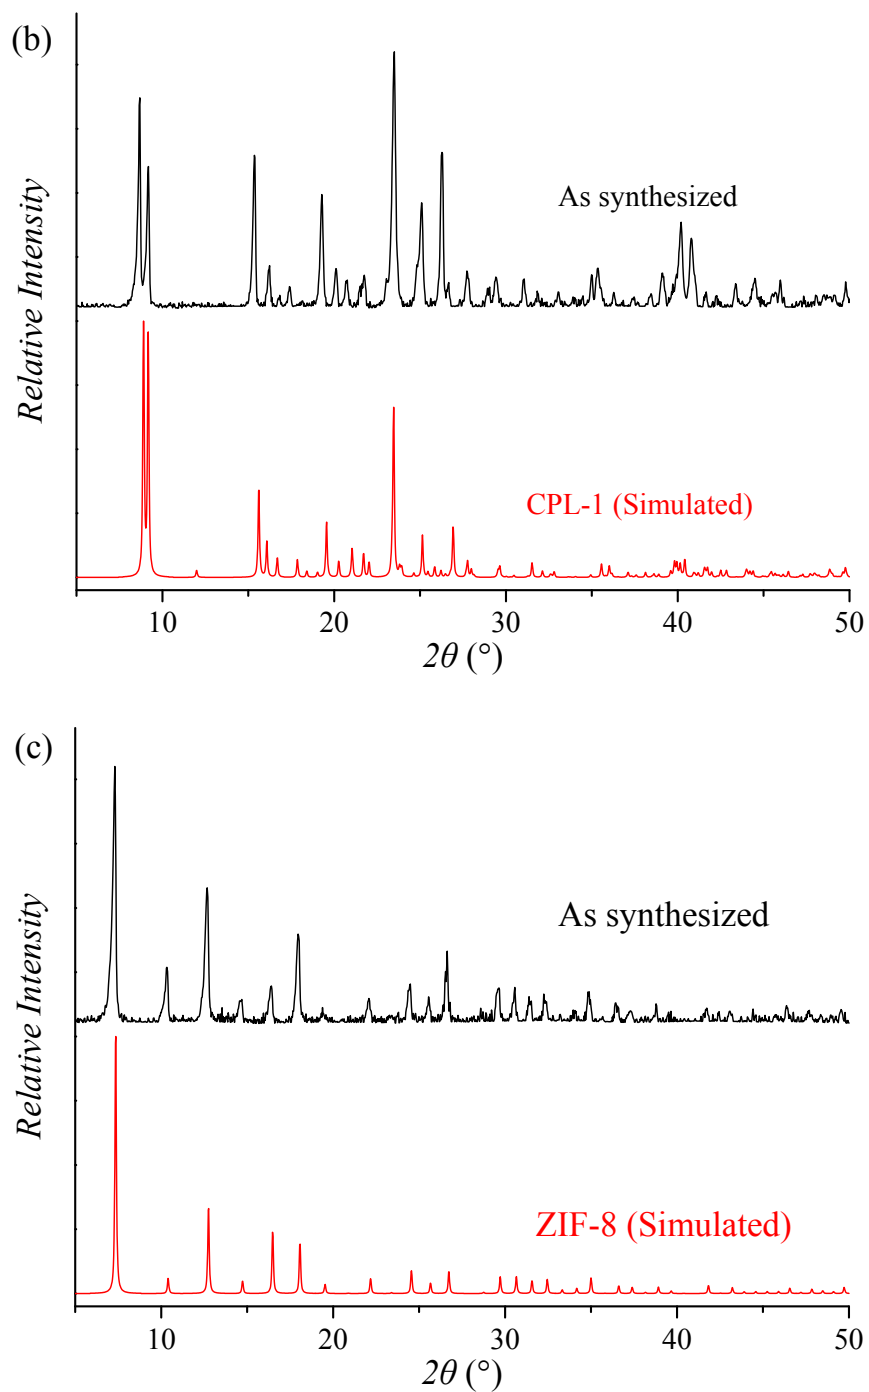 (b)
As synthesized
Relative Intensity
CPL-1 (Simulated)
10 20 30 40 50
2θ (°)
(c)
As synthesized
Relative Intensity
ZIF-8 (Simulated)
10 20 30 40 50
2θ (°)